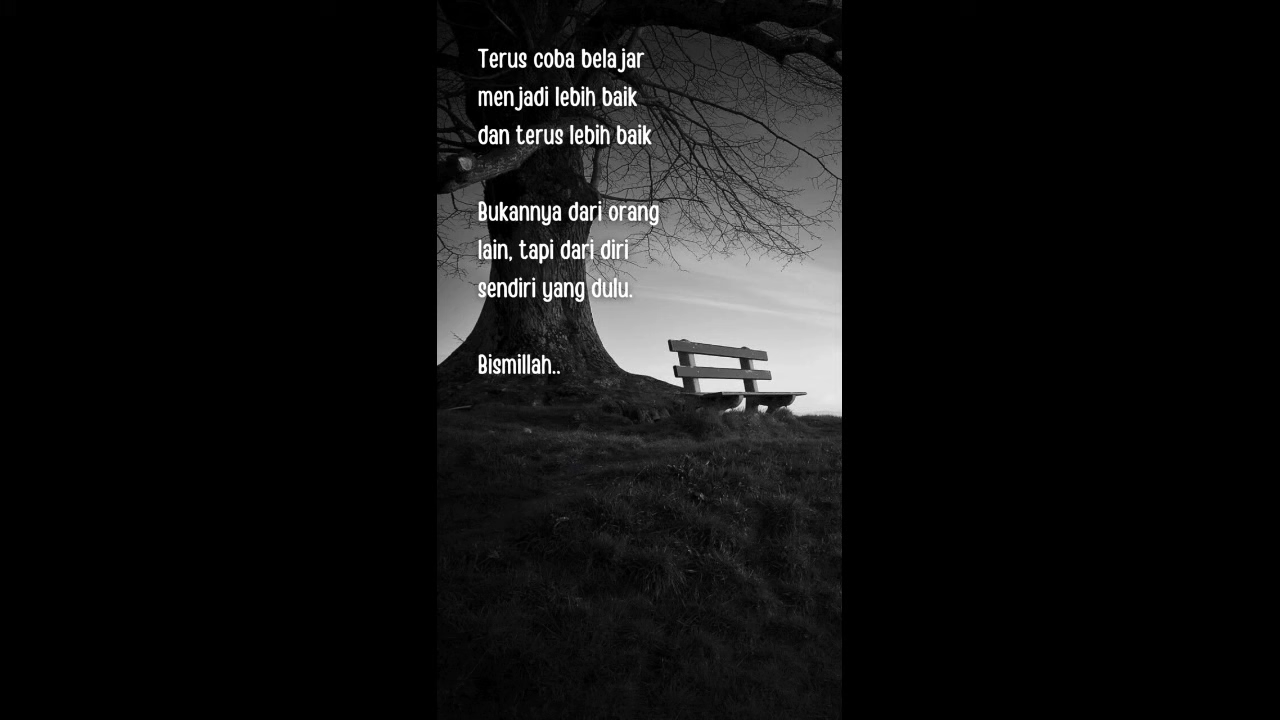 Terus coba belajar
menjadi lebih baik
dan terus lebih baik
Bukannya dari orang
lain, tapi dari diri
sendiri yang dulu.
Bismillah..